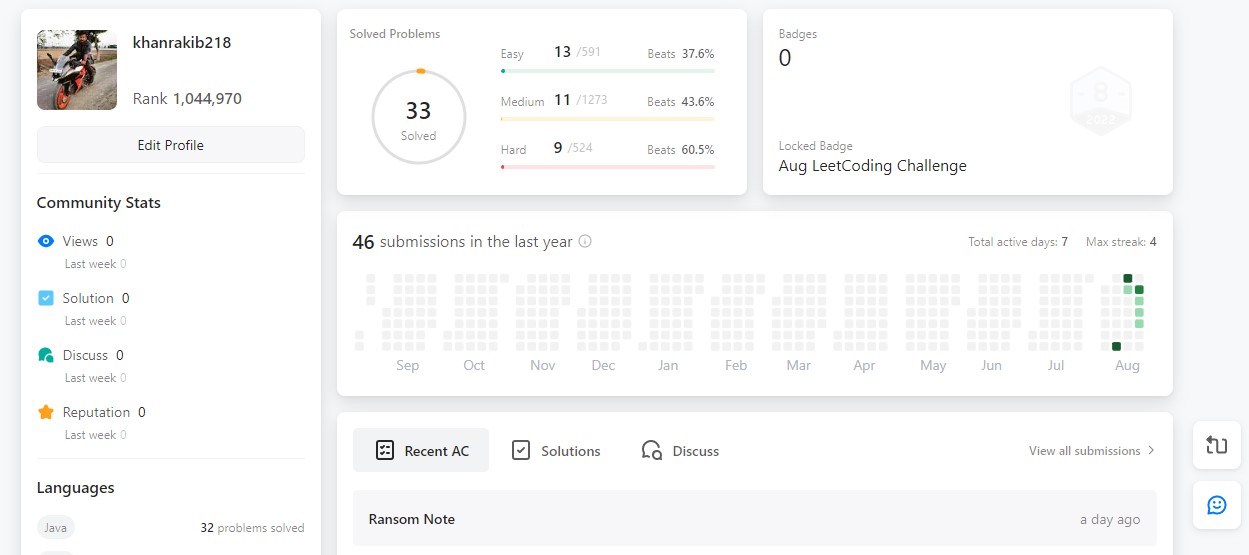 khanrakib218
Rank 1,044,970
Edit Profile
Community Stats
Views 0
Last week 0
Solution 0
Last week 0
Discuss 0
Last week 0
Reputation 0
Last week 0
Languages
Java 32 problems solved
Solved Problems
33
Solved
Easy 13 /591 Beats 37.6%
Medium 11 /1273 Beats 43.6%
Hard 9 /524 Beats 60.5%
Badges
0
8
2022
Locked Badge
Aug LeetCoding Challenge
46 submissions in the last year
Total active days: 7 Max streak: 4
Sep Oct Nov Dec Jan Feb Mar Apr May Jun Jul Aug
Recent AC Solutions Discuss View all submissions
Ransom Note a day ago